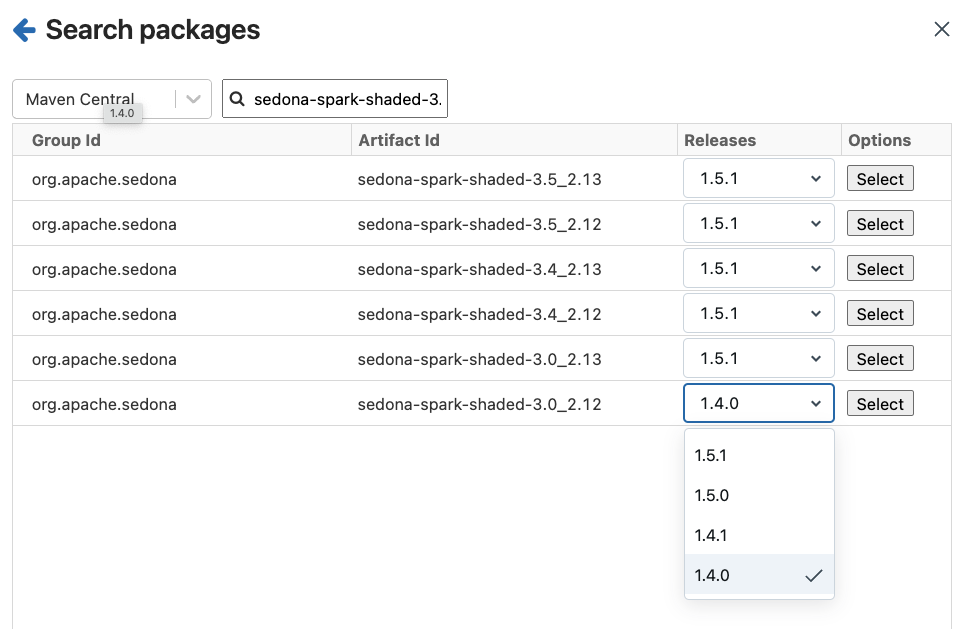 Search packages
Maven Central
sedona-spark-shaded-3.
1.4.0
Group Id Artifact Id Releases Options
org.apache.sedona sedona-spark-shaded-3.5_2.13 1.5.1 Select
org.apache.sedona sedona-spark-shaded-3.5_2.12 1.5.1 Select
org.apache.sedona sedona-spark-shaded-3.4_2.13 1.5.1 Select
org.apache.sedona sedona-spark-shaded-3.4_2.12 1.5.1 Select
org.apache.sedona sedona-spark-shaded-3.0_2.13 1.5.1 Select
org.apache.sedona sedona-spark-shaded-3.0_2.12 1.4.0 Select
1.5.1
1.5.0
1.4.1
1.4.0